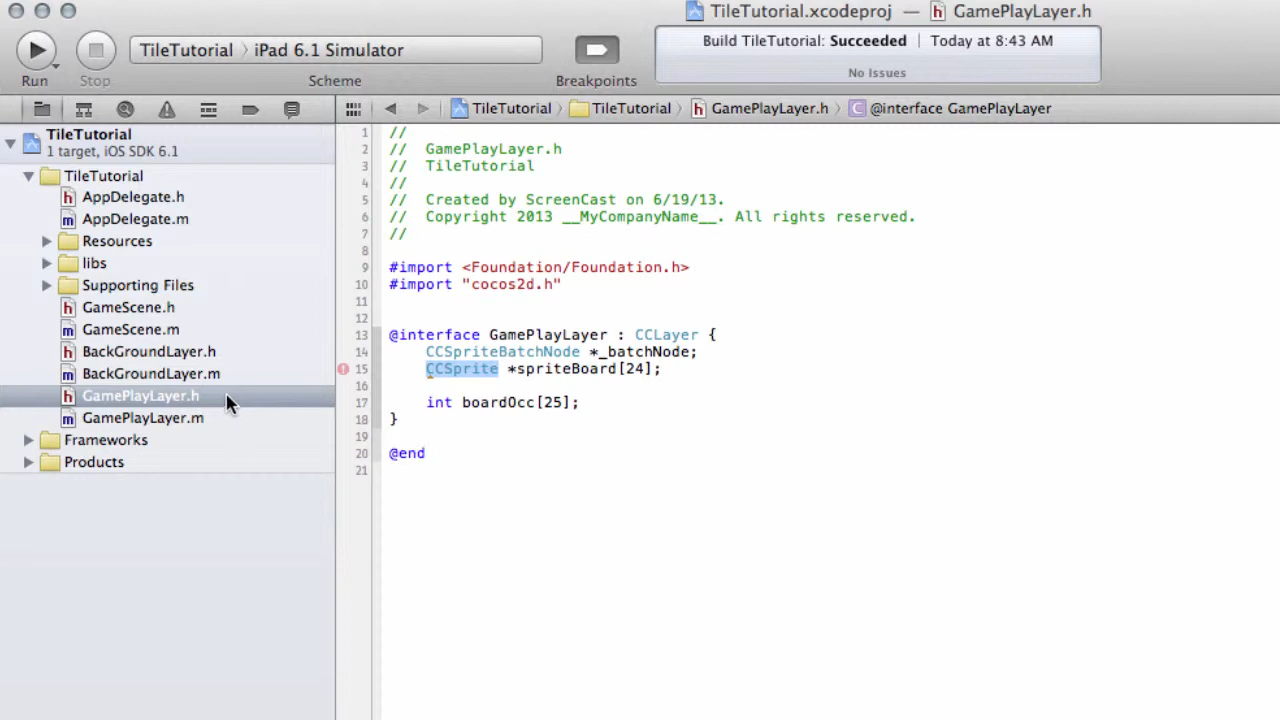 TileTutorial.xcodeproj — GamePlayLayer.h
TileTutorial 〉 iPad 6.1 Simulator
Build TileTutorial: Succeeded | Today at 8:43 AM
No Issues
Run
Stop
Scheme
Breakpoints
TileTutorial 〉 TileTutorial 〉 GamePlayLayer.h 〉 @interface GamePlayLayer
TileTutorial
1 target, iOS SDK 6.1
TileTutorial
AppDelegate.h
AppDelegate.m
Resources
libs
Supporting Files
GameScene.h
GameScene.m
BackGroundLayer.h
BackGroundLayer.m
GamePlayLayer.h
GamePlayLayer.m
Frameworks
Products
1 //
2 //  GamePlayLayer.h
3 //  TileTutorial
4 //
5 //  Created by ScreenCast on 6/19/13.
6 //  Copyright 2013 __MyCompanyName__. All rights reserved.
7 //
8
9 #import <Foundation/Foundation.h>
10 #import "cocos2d.h"
11
12
13 @interface GamePlayLayer : CCLayer {
14     CCSpriteBatchNode *_batchNode;
15     CCSprite *spriteBoard[24];
16
17     int boardOcc[25];
18 }
19
20 @end
21